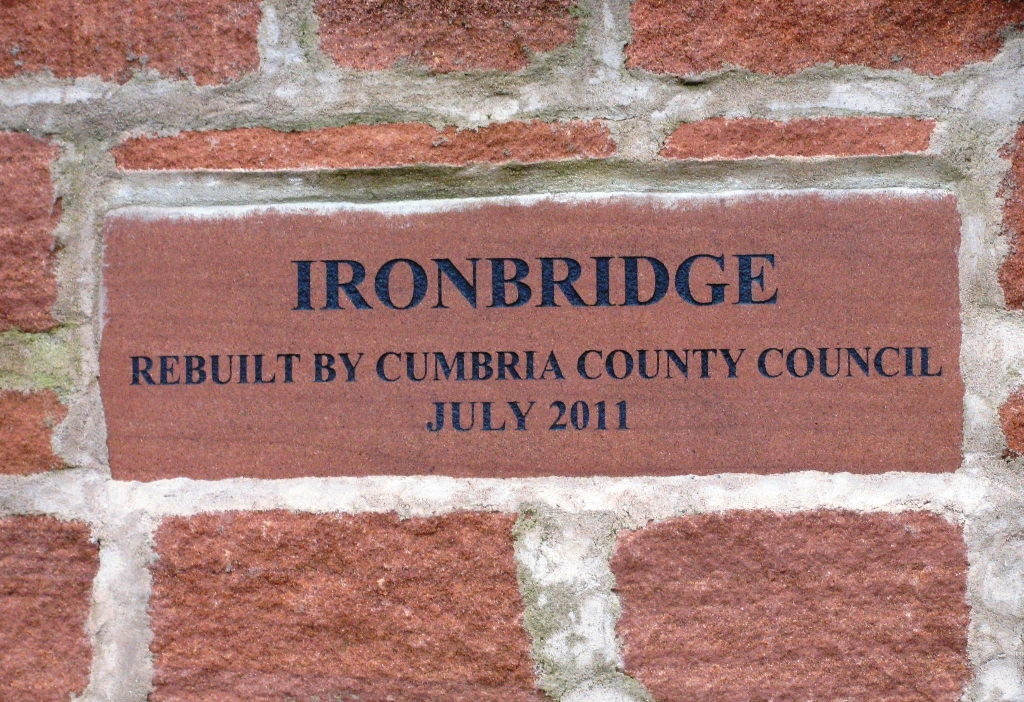 IRONBRIDGE
REBUILT BY CUMBRIA COUNTY COUNCIL
JULY 2011